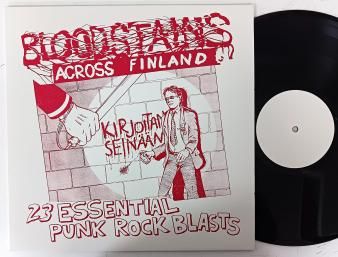 BLOODSTAINS
ACROSS FINLAND
KIRJOITAN
SEINÄÄN
23 ESSENTIAL
PUNK ROCK BLASTS